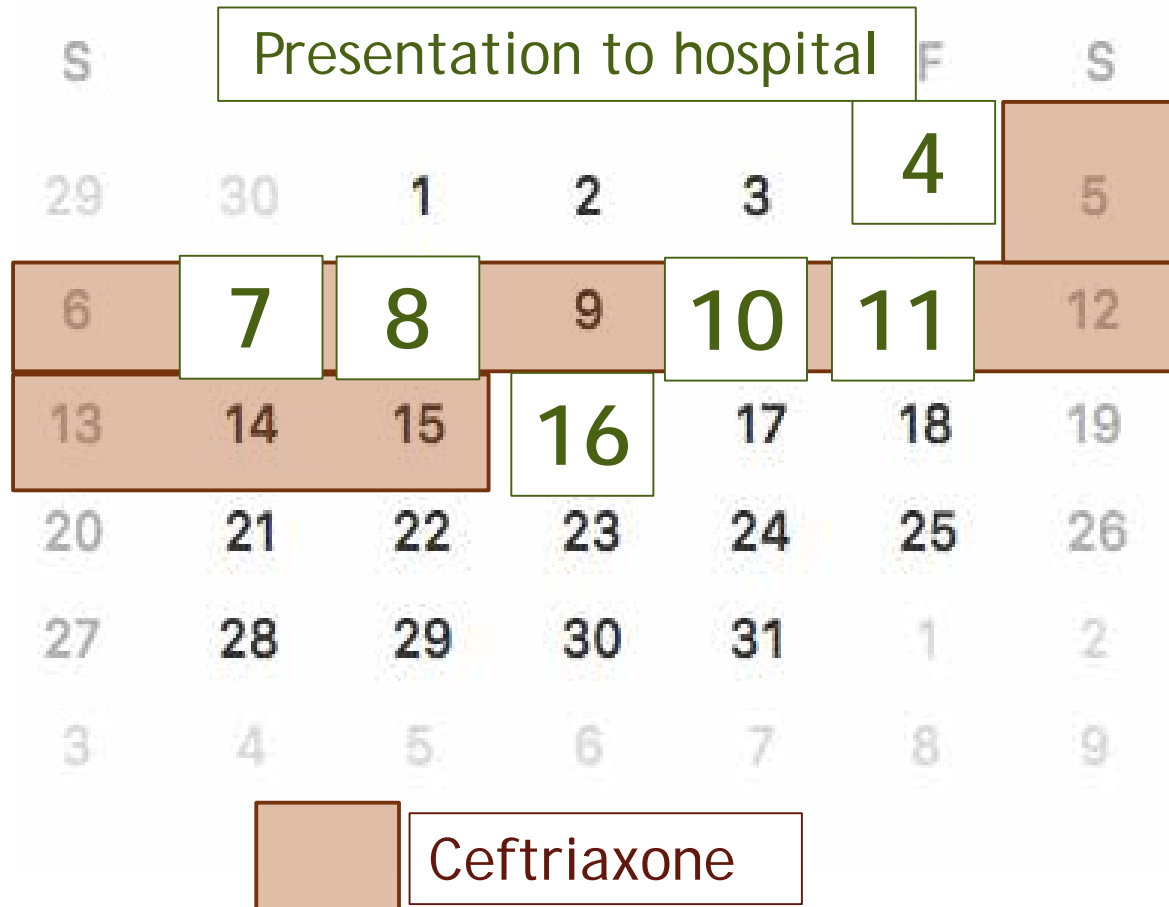 Presentation to hospital
S F S
29 30 1 2 3 4 5
6 7 8 9 10 11 12
13 14 15 16 17 18 19
20 21 22 23 24 25 26
27 28 29 30 31 1 2
3 4 5 6 7 8 9
Ceftriaxone